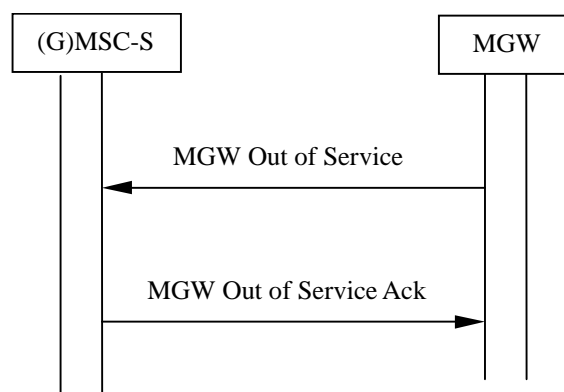 (G)MSC-S
MGW
MGW Out of Service
MGW Out of Service Ack